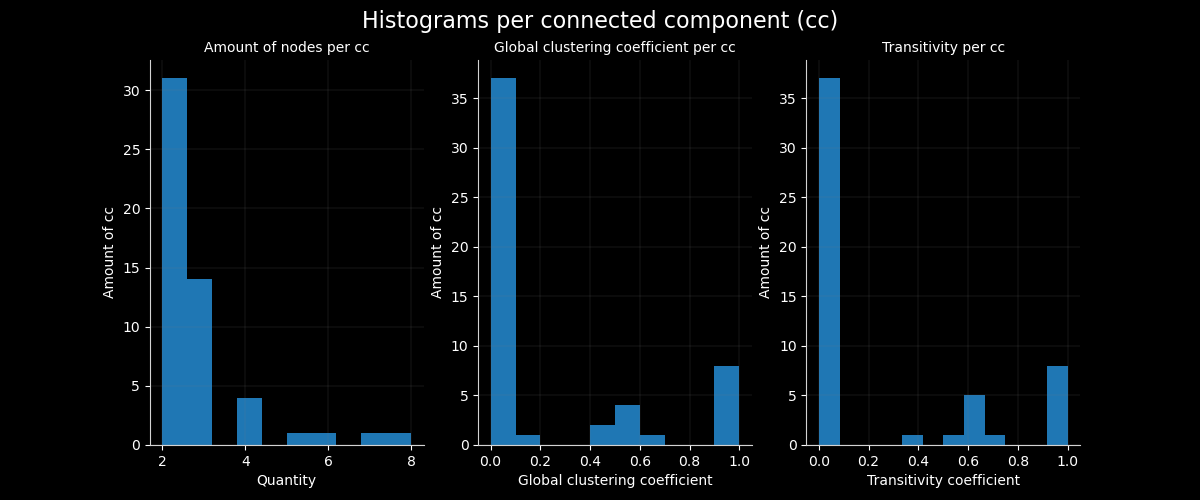 Histograms per connected component (cc)
Amount of nodes per cc
Amount of cc
30
25
20
15
10
5
0
2 4 6 8
Quantity
Global clustering coefficient per cc
Amount of cc
35
30
25
20
15
10
5
0
0.0 0.2 0.4 0.6 0.8 1.0
Global clustering coefficient
Transitivity per cc
Amount of cc
35
30
25
20
15
10
5
0
0.0 0.2 0.4 0.6 0.8 1.0
Transitivity coefficient